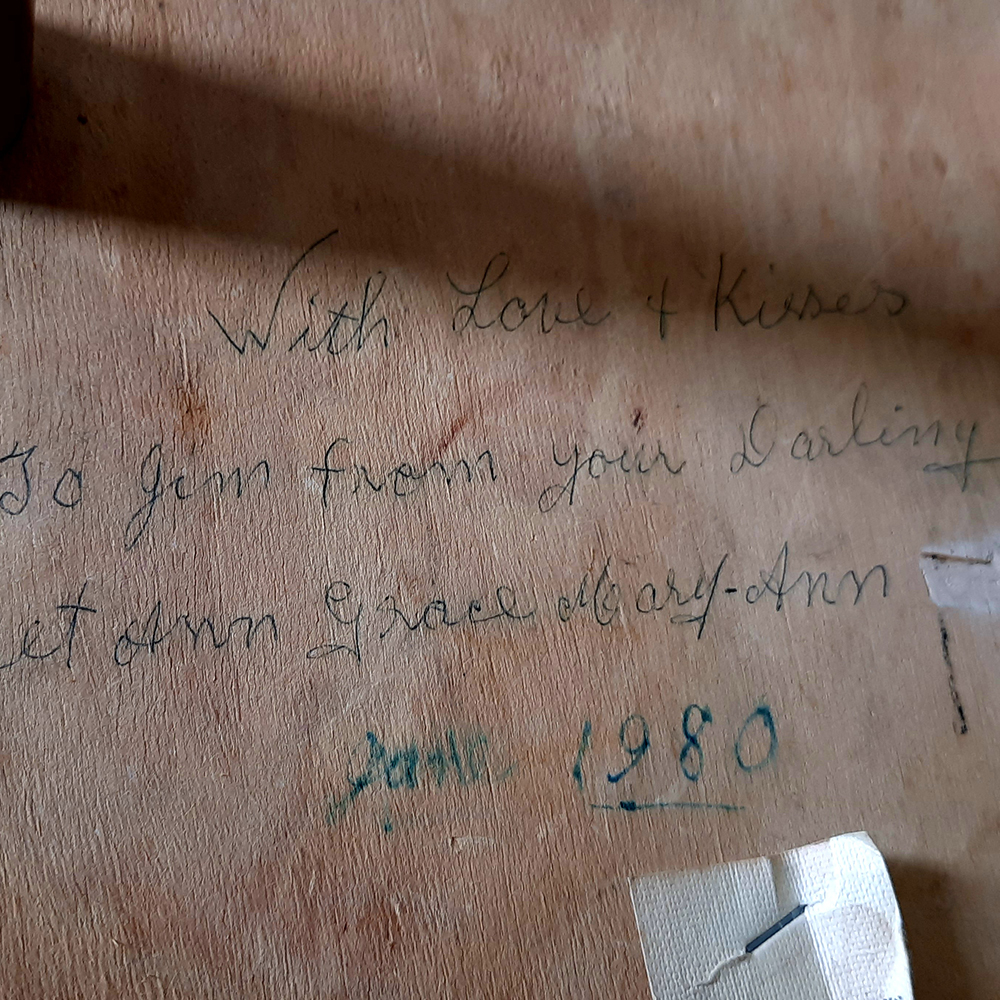 With Love & Kisses
To Jim from your Darling
et Ann Grace Mary-Ann
1980